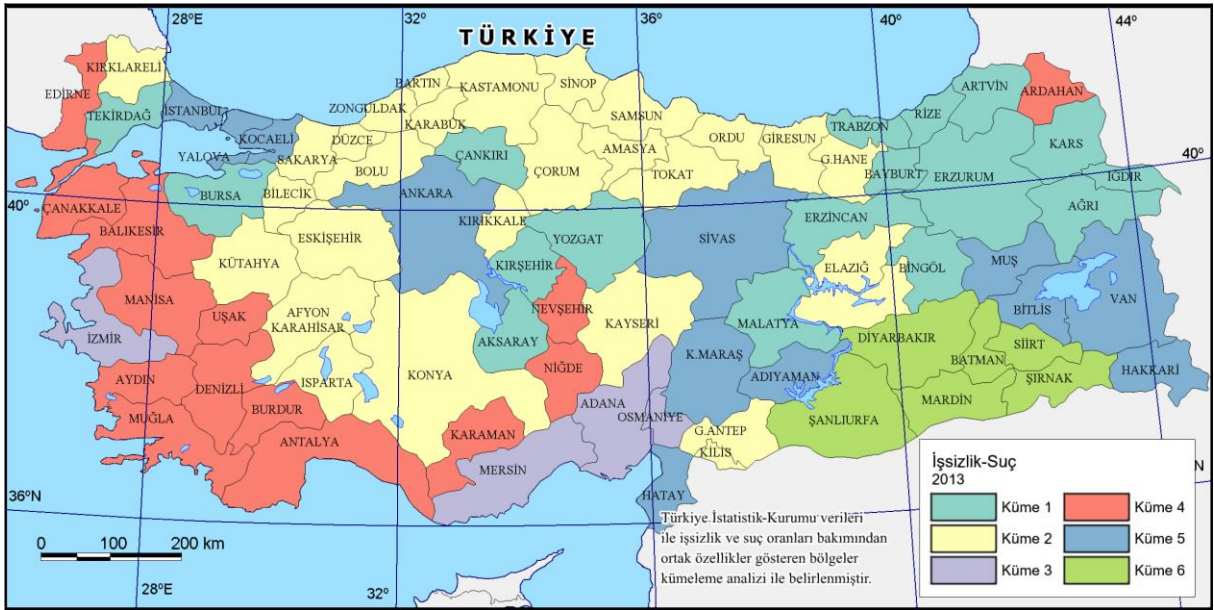 28°E
32°
36°
40°
44°
TÜRKİYE
KIRKLARELİ
EDİRNE
TEKİRDAĞ
İSTANBUL
KOCAELİ
YALOVA
SAKARYA
DÜZCE
ZONGULDAK
BARTIN
KARABÜK
KASTAMONU
SİNOP
SAMSUN
ORDU
GİRESUN
TRABZON
RİZE
ARTVİN
ARDAHAN
KARS
40°
IĞDIR
AĞRI
ERZURUM
BAYBURT
G.HANE
ERZİNCAN
TOKAT
AMASYA
ÇORUM
ÇANKIRI
BOLU
BİLECİK
BURSA
40°
ÇANAKKALE
BALIKESİR
KÜTAHYA
ESKİŞEHİR
ANKARA
KIRIKKALE
YOZGAT
KIRŞEHİR
SİVAS
ELAZIĞ
BİNGÖL
MUŞ
BİTLİS
VAN
HAKKARİ
ŞIRNAK
SİİRT
BATMAN
MARDİN
DİYARBAKIR
ŞANLIURFA
ADIYAMAN
MALATYA
K.MARAŞ
KAYSERİ
NEVŞEHİR
AKSARAY
NİĞDE
KONYA
AFYON
KARAHİSAR
UŞAK
MANİSA
İZMİR
AYDIN
DENİZLİ
MUĞLA
BURDUR
ISPARTA
ANTALYA
KARAMAN
MERSİN
ADANA
OSMANİYE
G.ANTEP
KİLİS
HATAY
36°N
N
0 100 200 km
28°E
32°
Türkiye İstatistik Kurumu verileri
ile işsizlik ve suç oranları bakımından
ortak özellikler gösteren bölgeler
kümeleme analizi ile belirlenmiştir.
İşsizlik-Suç
2013
Küme 1 Küme 4
Küme 2 Küme 5
Küme 3 Küme 6